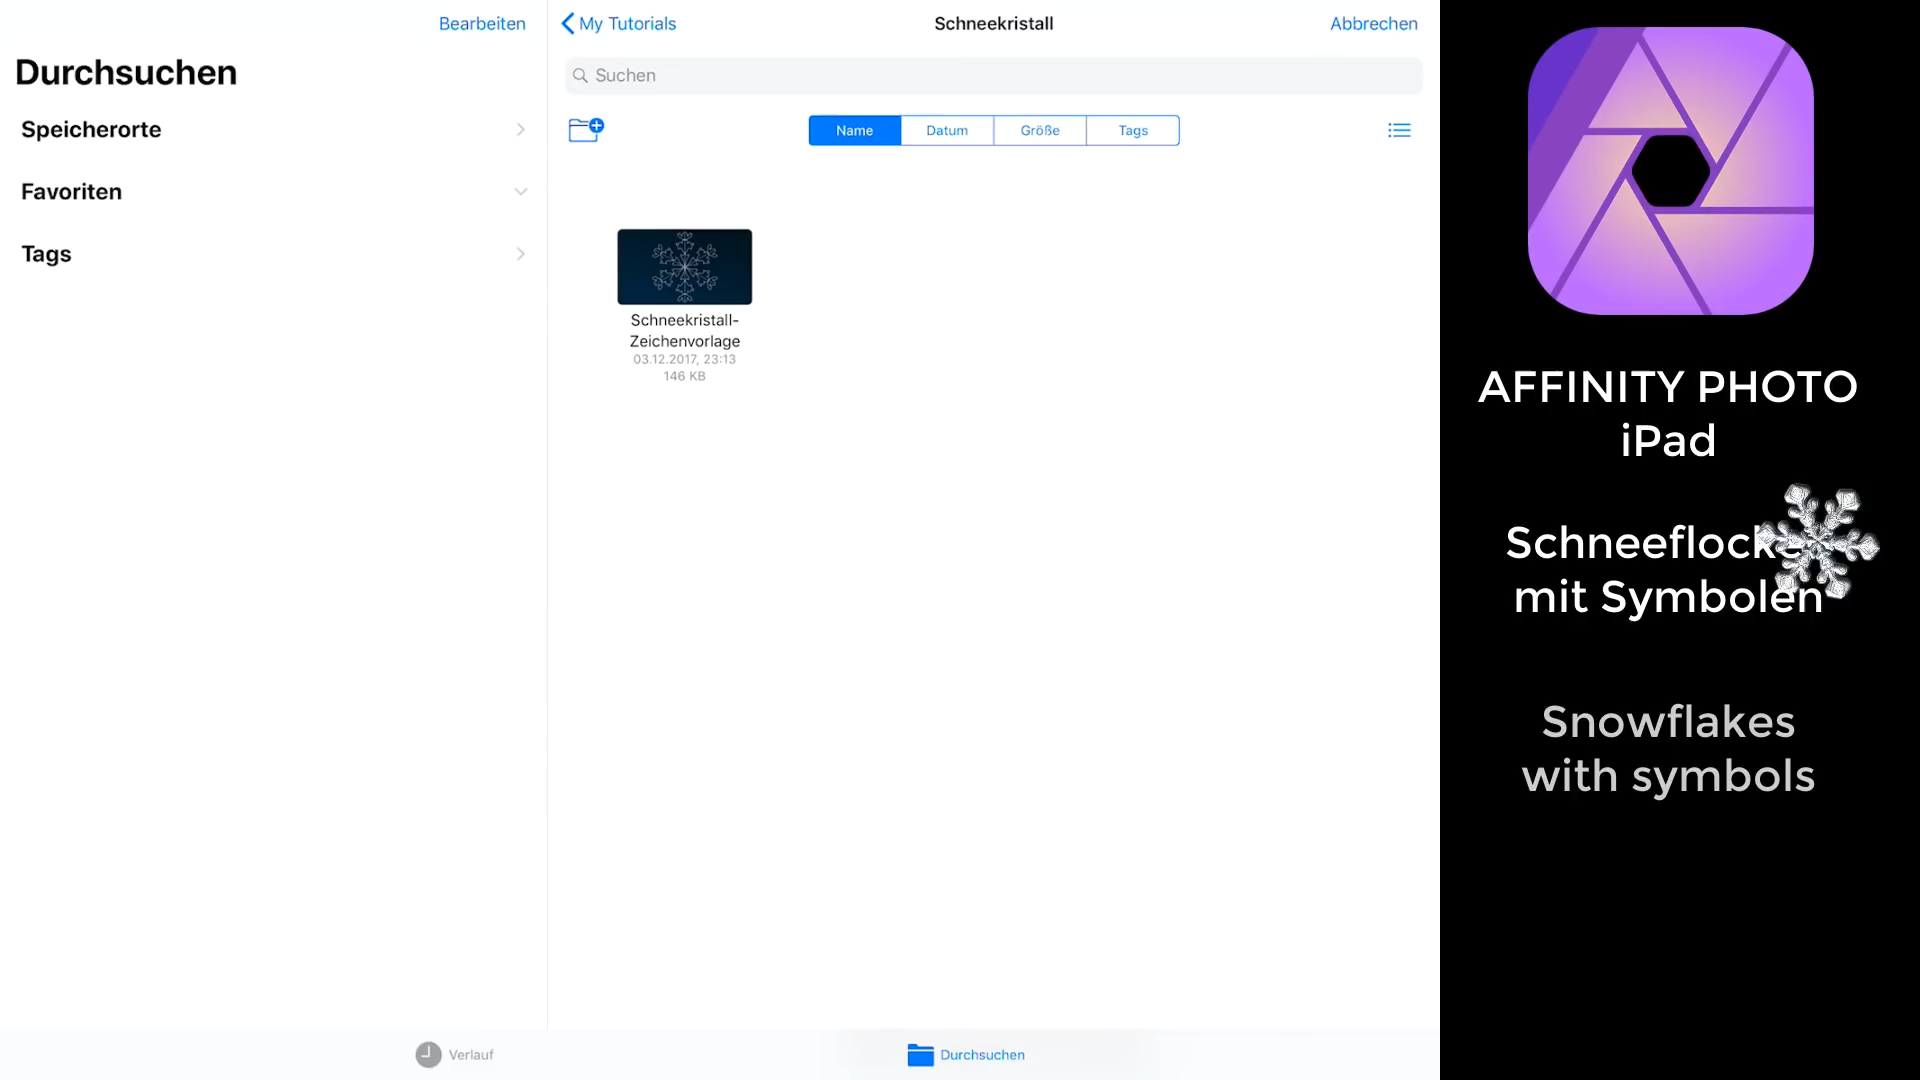 Bearbeiten
Durchsuchen
Speicherorte
Favoriten
Tags
My Tutorials
Schneekristall
Abbrechen
Suchen
Name
Datum
Größe
Tags
Schneekristall-
Zeichenvorlage
03.12.2017, 23:13
146 KB
Verlauf
Durchsuchen
AFFINITY PHOTO
iPad
Schneeflocke
mit Symbolen
Snowflakes
with symbols